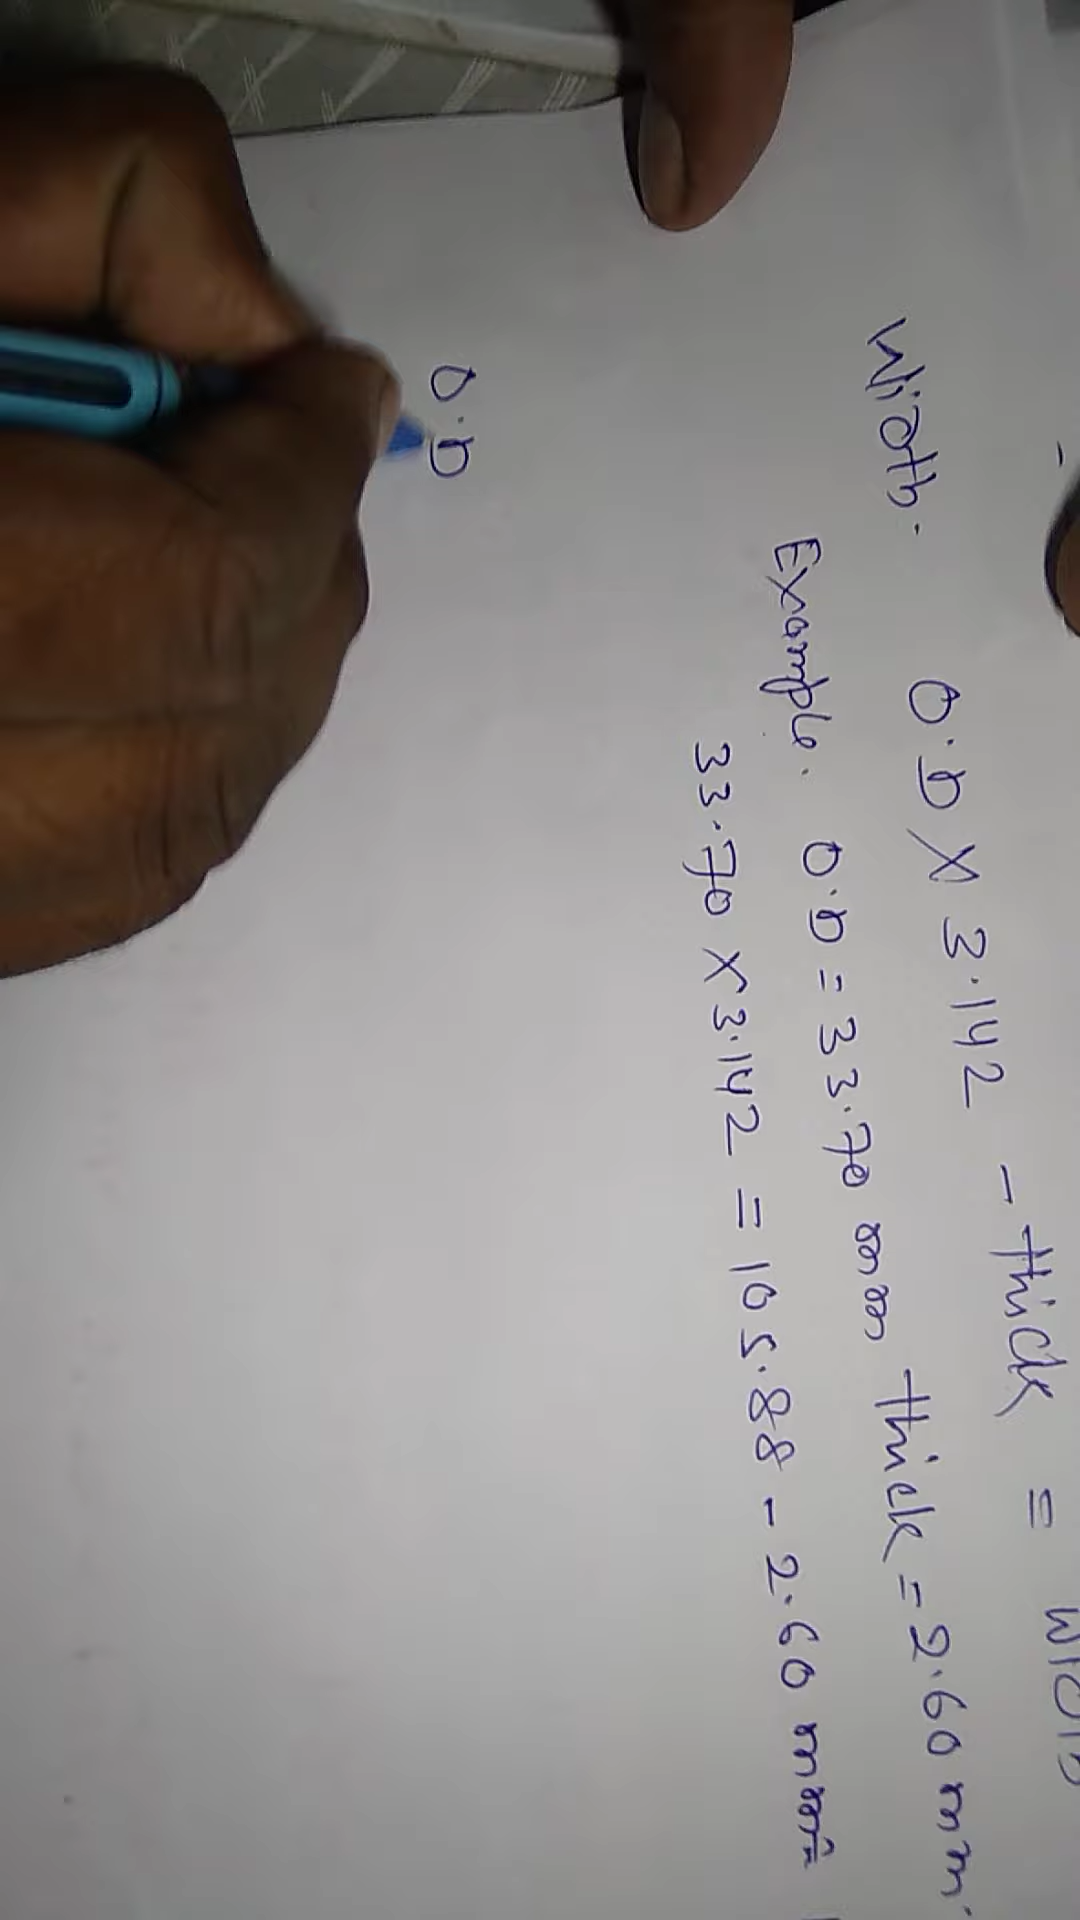 Width.
O.D X 3.142 - thick = width
Example. O.D = 33.70 mm thick = 2.60 mm.
33.70 X 3.142 = 105.88 - 2.60 mm =
O.D